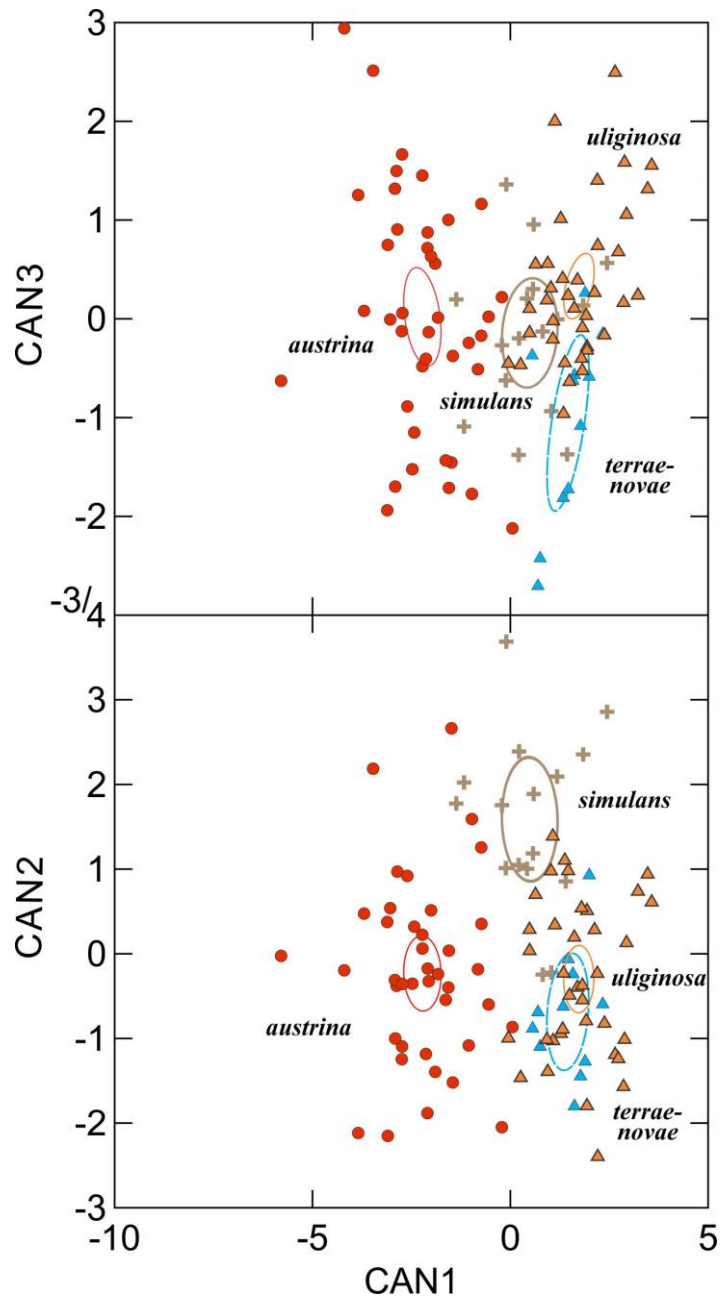 3
2
uliginosa
1
CAN3
0
austrina
simulans
-1
terrae-
novae
-2
-3/
4
3
simulans
2
CAN2
1
0
uliginosa
austrina
-1
terrae-
novae
-2
-3
-10
-5
0
5
CAN1